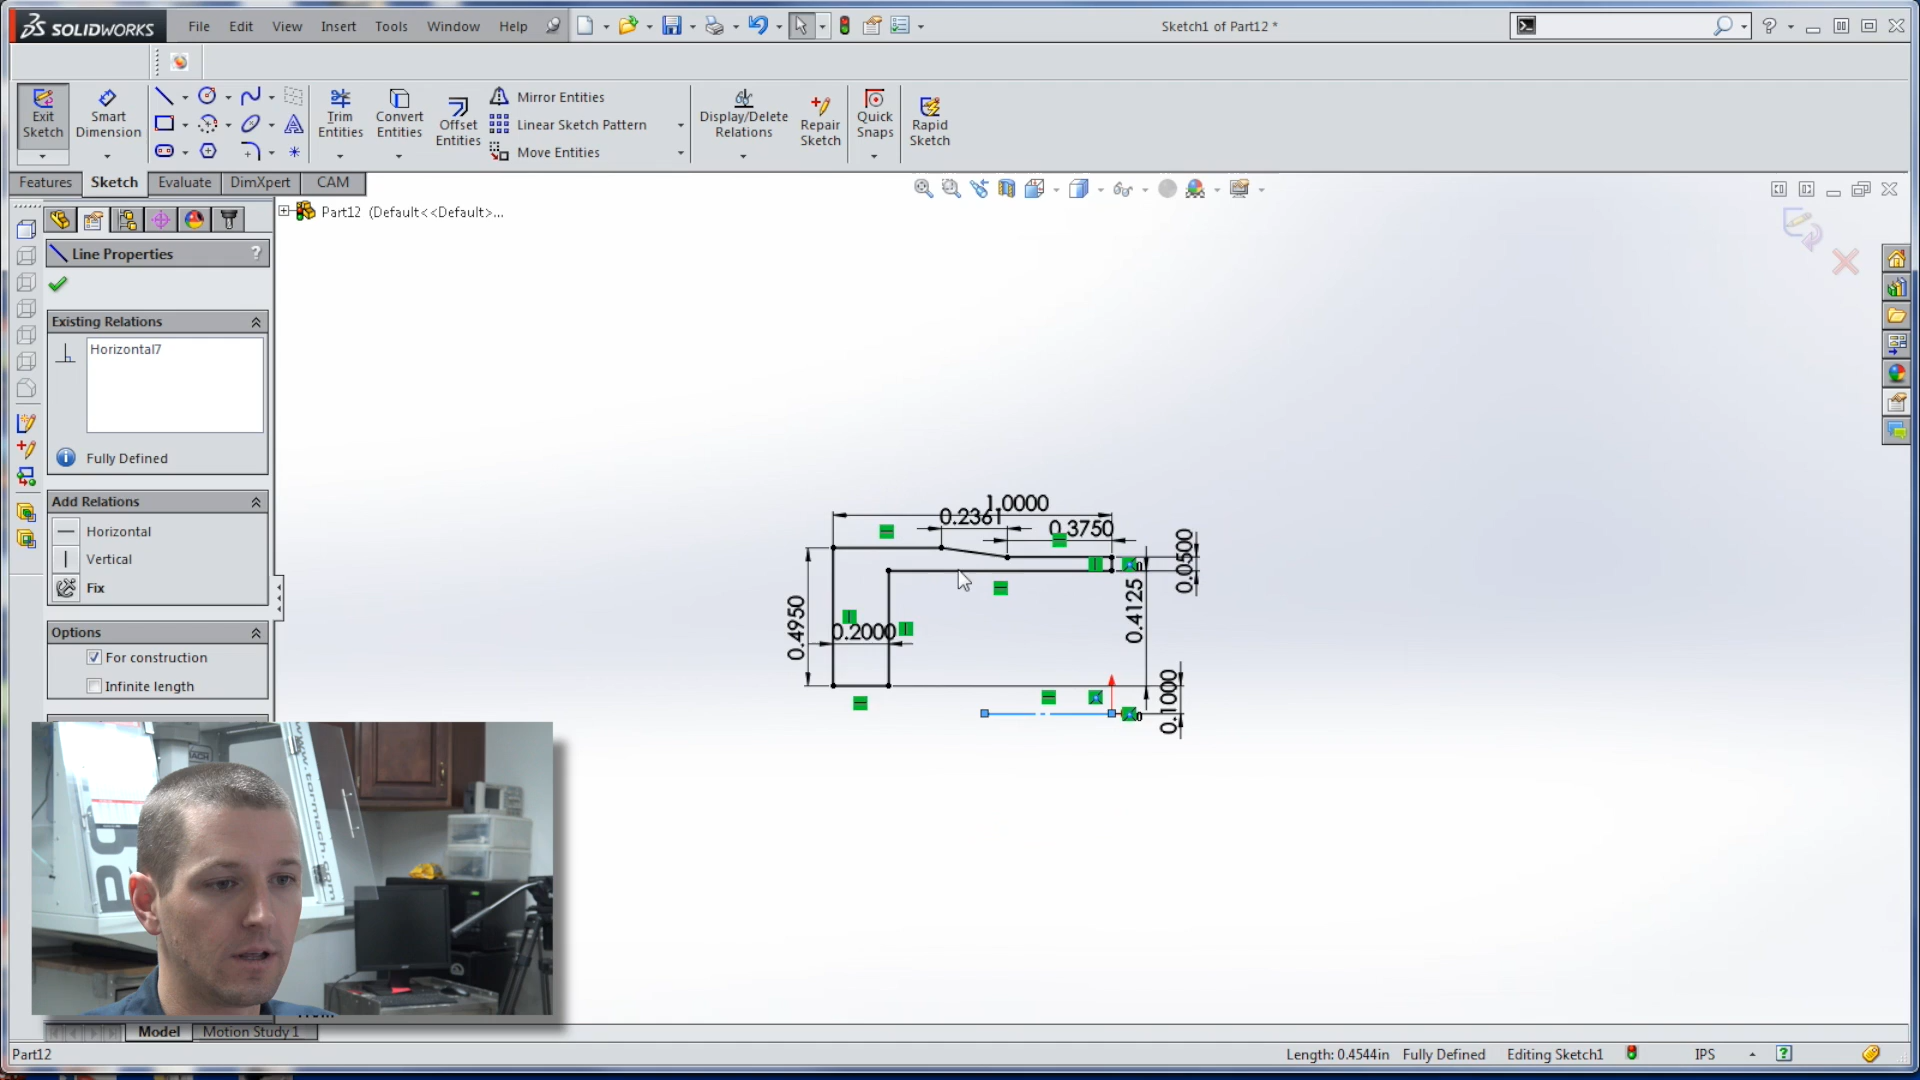 SOLIDWORKS
File Edit View Insert Tools Window Help
Sketch1 of Part12 *
Exit Sketch
Smart Dimension
Trim Entities
Convert Entities
Offset Entities
Mirror Entities
Linear Sketch Pattern
Move Entities
Display/Delete Relations
Repair Sketch
Quick Snaps
Rapid Sketch
Features Sketch Evaluate DimXpert CAM
Part12 (Default<<Default>...
Line Properties ?
Existing Relations
Horizontal7
Fully Defined
Add Relations
Horizontal
Vertical
Fix
Options
For construction
Infinite length
1.0000
0.2361
0.3750
0.0500
0.4125
0.4950
0.2000
0.1000
www.tormach.com
Model Motion Study 1
Part12 Length: 0.4544in Fully Defined Editing Sketch1 IPS